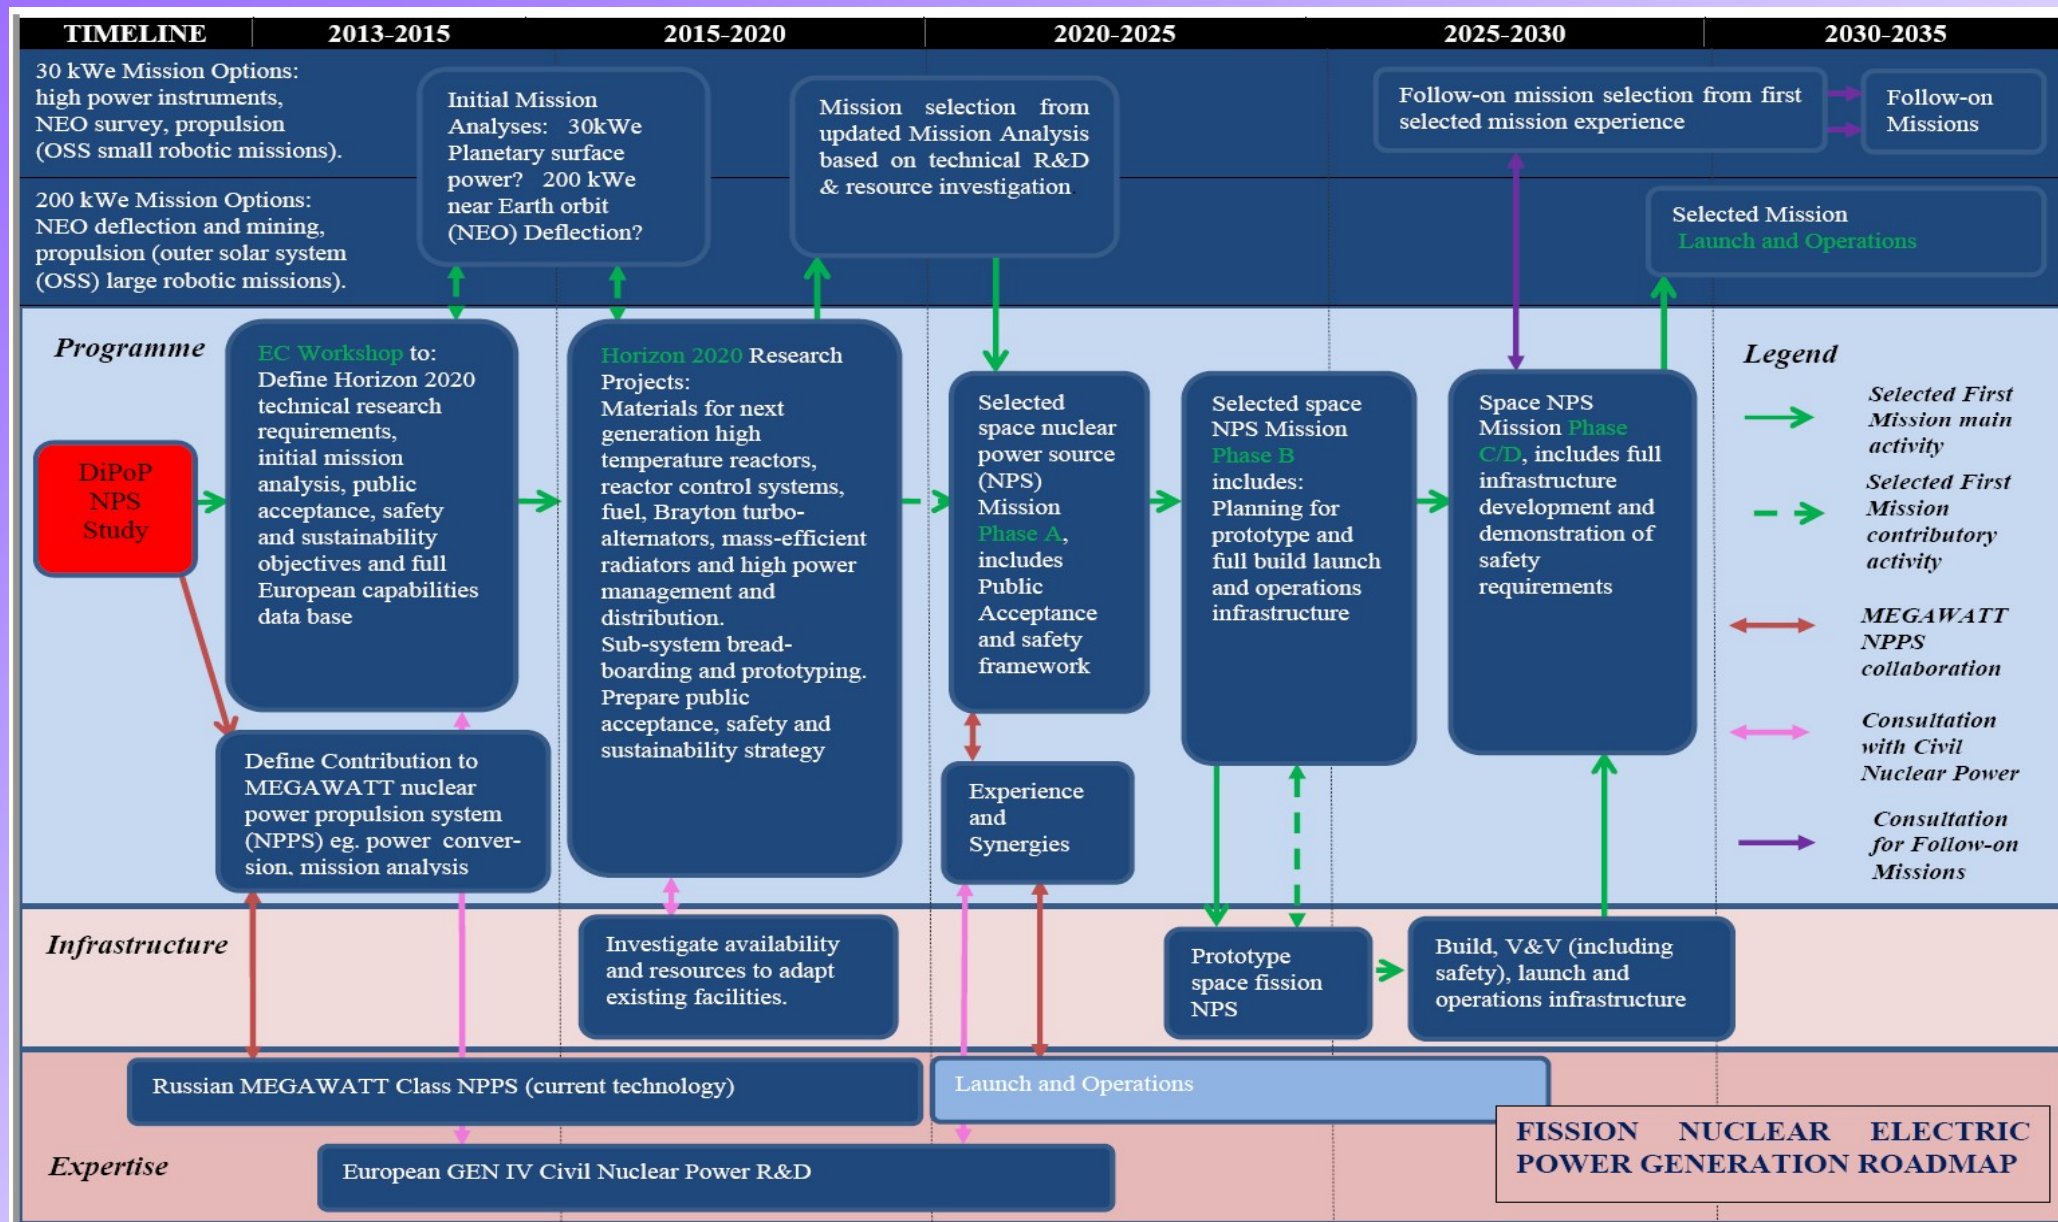 TIMELINE 2013-2015 2015-2020 2020-2025 2025-2030 2030-2035
30 kWe Mission Options:
high power instruments,
NEO survey, propulsion
(OSS small robotic missions).
200 kWe Mission Options:
NEO deflection and mining,
propulsion (outer solar system
(OSS) large robotic missions).
Initial Mission
Analyses: 30kWe
Planetary surface
power? 200 kWe
near Earth orbit
(NEO) Deflection?
Mission selection from
updated Mission Analysis
based on technical R&D
& resource investigation
Follow-on mission selection from first
selected mission experience
Follow-on
Missions
Selected Mission
Launch and Operations
Programme
DiPoP
NPS
Study
EC Workshop to:
Define Horizon 2020
technical research
requirements,
initial mission
analysis, public
acceptance, safety
and sustainability
objectives and full
European capabilities
data base
Define Contribution to
MEGAWATT nuclear
power propulsion system
(NPPS) eg. power conver-
sion, mission analysis
Horizon 2020 Research
Projects:
Materials for next
generation high
temperature reactors,
reactor control systems,
fuel, Brayton turbo-
alternators, mass-efficient
radiators and high power
management and
distribution.
Sub-system bread-
boarding and prototyping.
Prepare public
acceptance, safety and
sustainability strategy
Selected
space nuclear
power source
(NPS)
Mission
Phase A,
includes
Public
Acceptance
and safety
framework
Experience
and
Synergies
Selected space
NPS Mission
Phase B
includes:
Planning for
prototype and
full build launch
and operations
infrastructure
Space NPS
Mission Phase
C/D, includes full
infrastructure
development and
demonstration of
safety
requirements
Legend
Selected First
Mission main
activity
Selected First
Mission
contributory
activity
MEGAWATT
NPPS
collaboration
Consultation
with Civil
Nuclear Power
Consultation
for Follow-on
Missions
Infrastructure
Investigate availability
and resources to adapt
existing facilities.
Prototype
space fission
NPS
Build, V&V (including
safety), launch and
operations infrastructure
Expertise
Russian MEGAWATT Class NPPS (current technology)
Launch and Operations
European GEN IV Civil Nuclear Power R&D
FISSION NUCLEAR ELECTRIC
POWER GENERATION ROADMAP